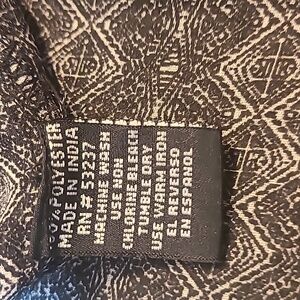 100% POLYESTER
MADE IN INDIA
RN # 53237
MACHINE WASH
USE NON
CHLORINE BLEACH
TUMBLE DRY
USE WARM IRON
EL REVERSO
EN ESPANOL